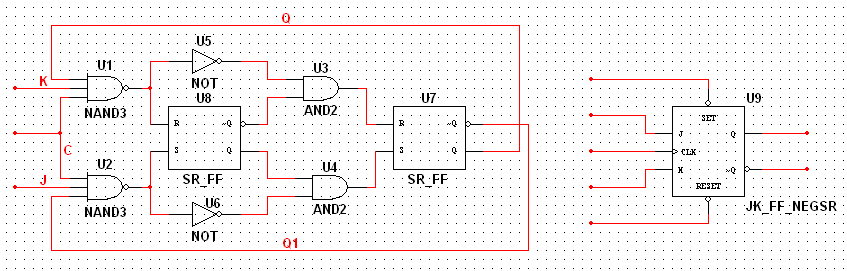 Q
U5
U1
K
NOT
U3
U8
NAND3
AND2
U7
U9
R
~Q
S
Q
SR_FF
R
~Q
S
Q
SR_FF
SET
J
Q
CLK
K
~Q
RESET
JK_FF_NEGSR
C
U2
J
NAND3
U4
AND2
U6
NOT
Q1